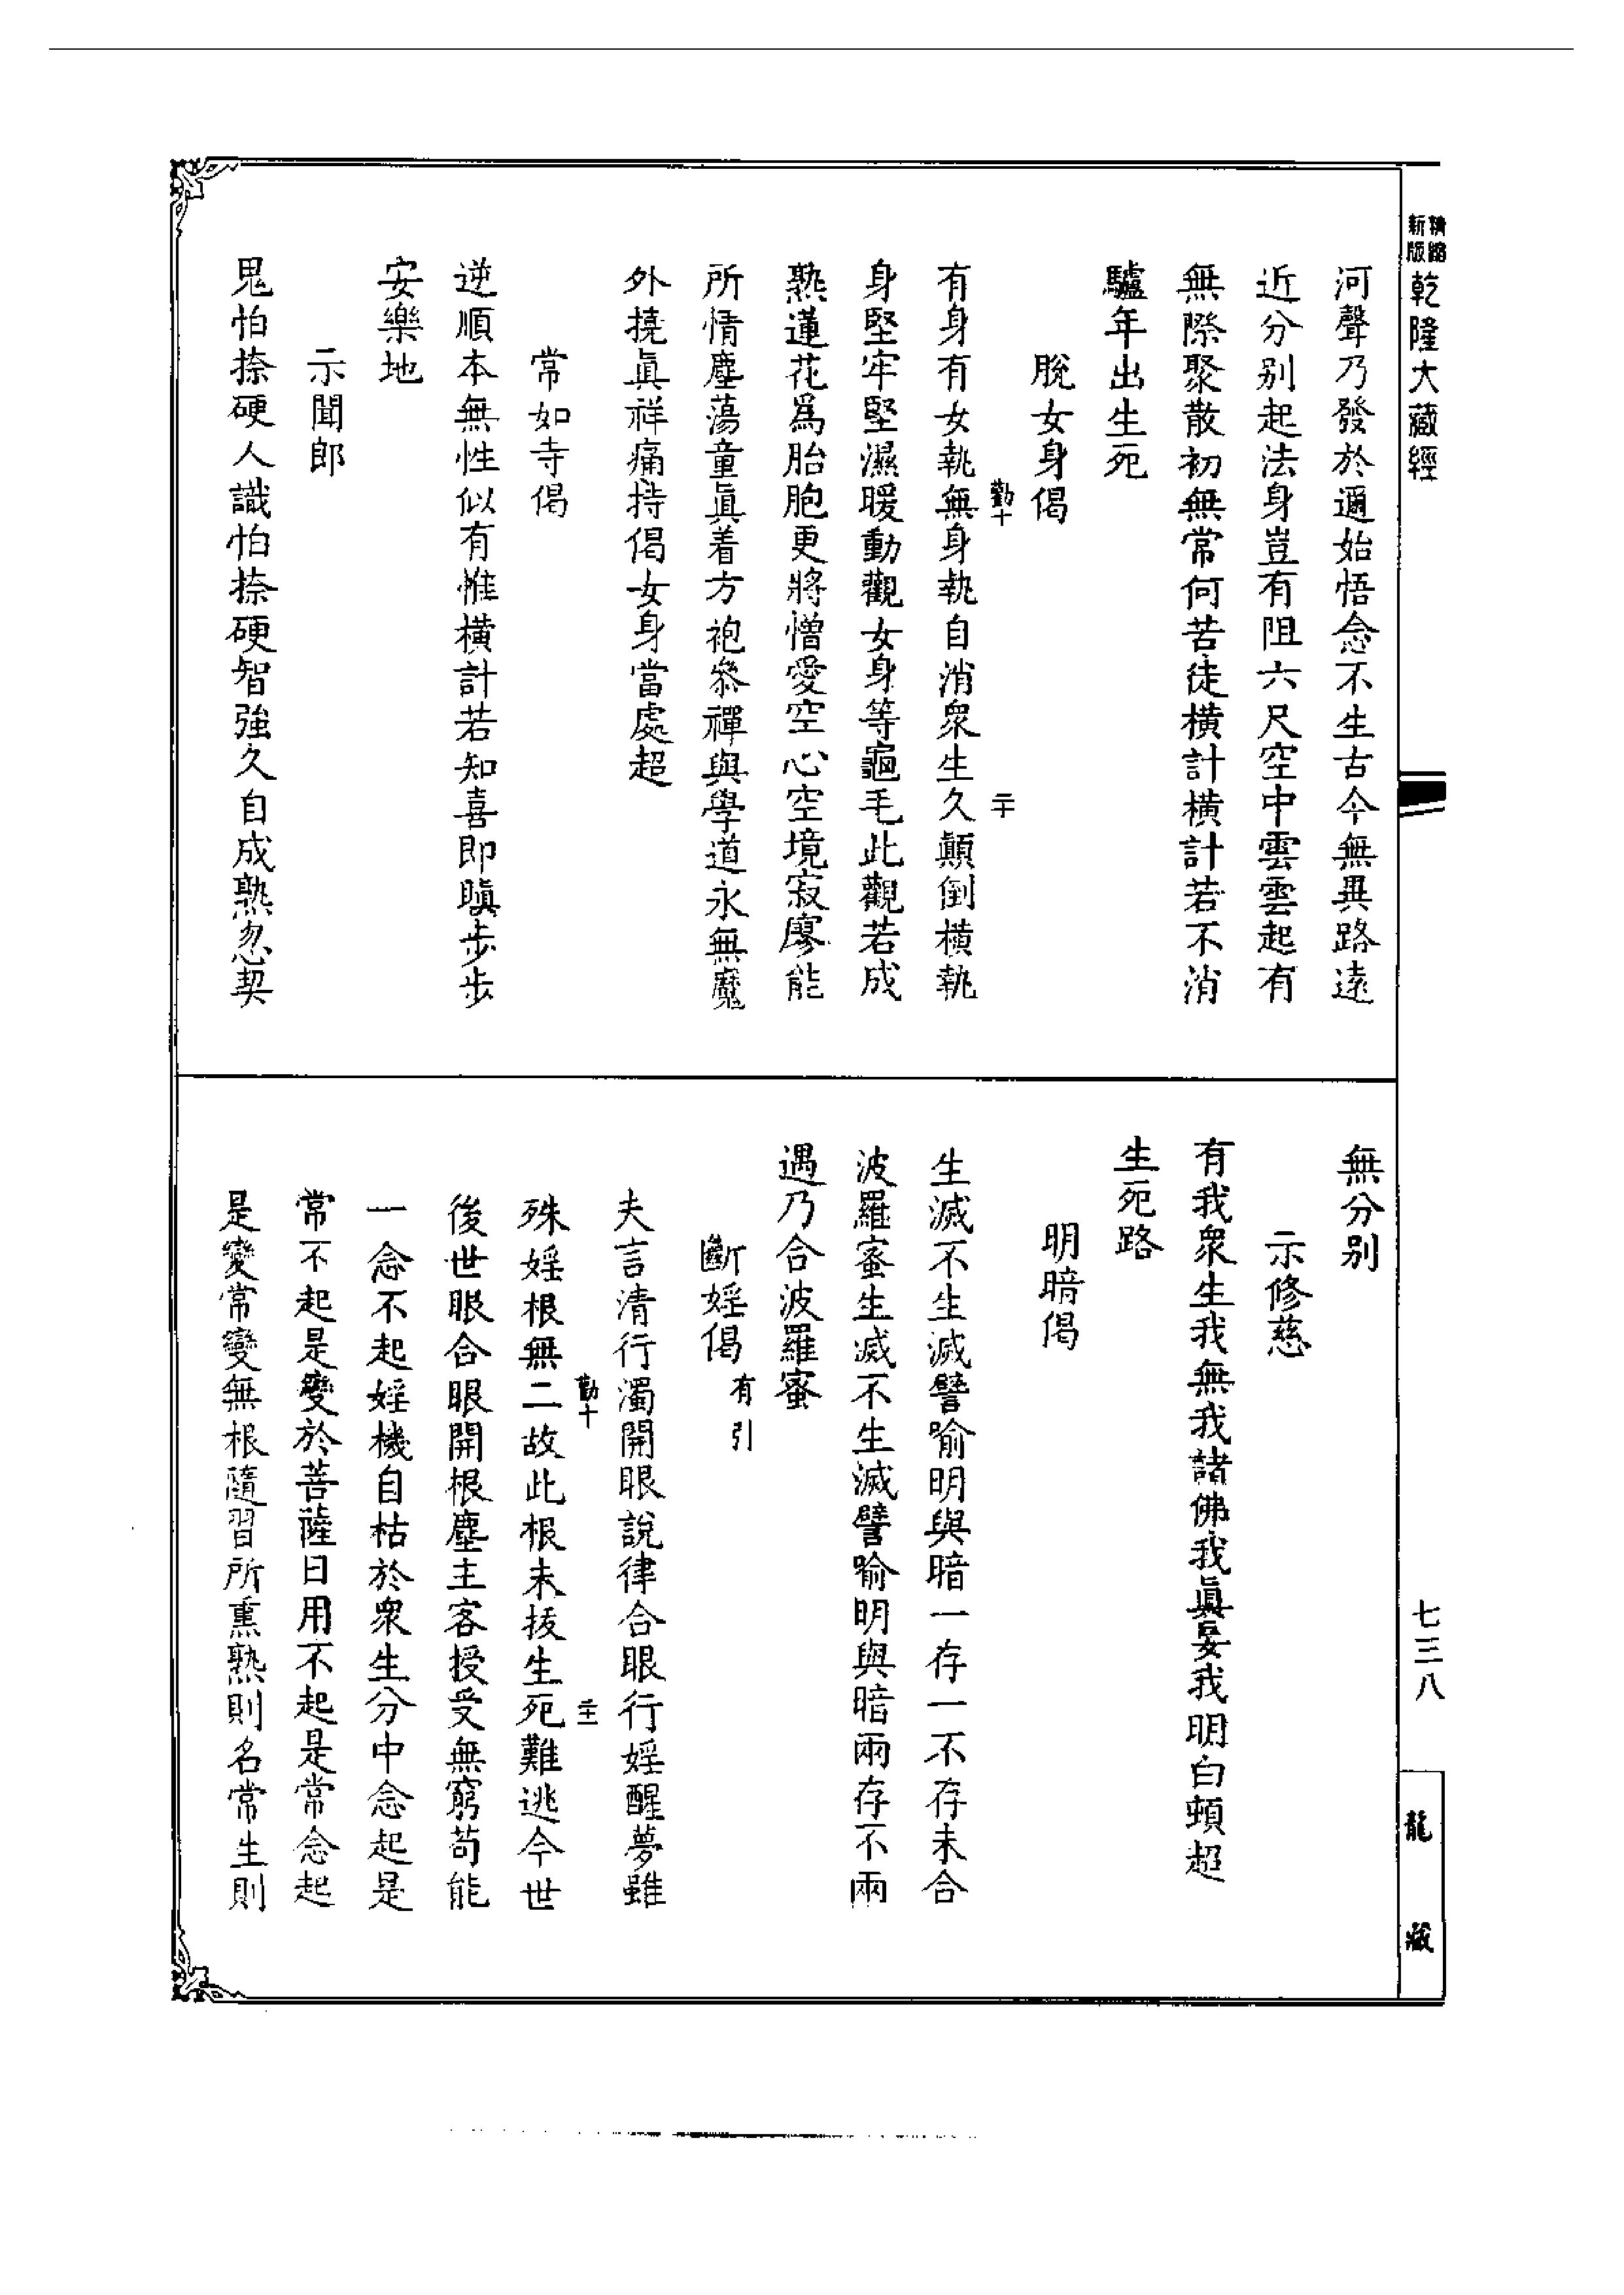 精縮新版乾隆大藏經
七三八
龍藏
河聲乃發於邇始悟念不生古今無異路遠
近分别起法身豈有阻六尺空中雲雲起有
無際聚散初無常何苦徒橫計橫計若不消
驢年出生死
脫女身偈
勤十
二十
有身有女執無身執自消衆生久顛倒橫執
身堅牢堅濕暖動觀女身等龜毛此觀若成
熟蓮花爲胎胞更將憎愛空心空境寂廖能
所情塵蕩童眞着方袍叅禪與學道永無魔
外撓眞祥痛持偈女身當處超
常如寺偈
逆順本無性似有惟橫計若知喜即瞋步步
安樂地
示聞郎
鬼怕捺硬人識怕捺硬智強久自成熟忽契
無分别
示修慈
有我衆生我無我諸佛我眞妄我明白頓超
生死路
明暗偈
生滅不生滅譬喻明與暗一存一不存未合
波羅蜜生滅不生滅譬喻明與暗兩存不兩
遇乃合波羅蜜
斷婬偈 有引
夫言清行濁開眼說律合眼行婬醒夢雖
勤十
殊婬根無二故此根未拔生死難逃今世
後世眼合眼開根塵主客授受無窮苟能
一念不起婬機自枯於衆生分中念起是
常不起是變於菩薩日用不起是常念起
是變常變無根隨習所熏熟則名常生則